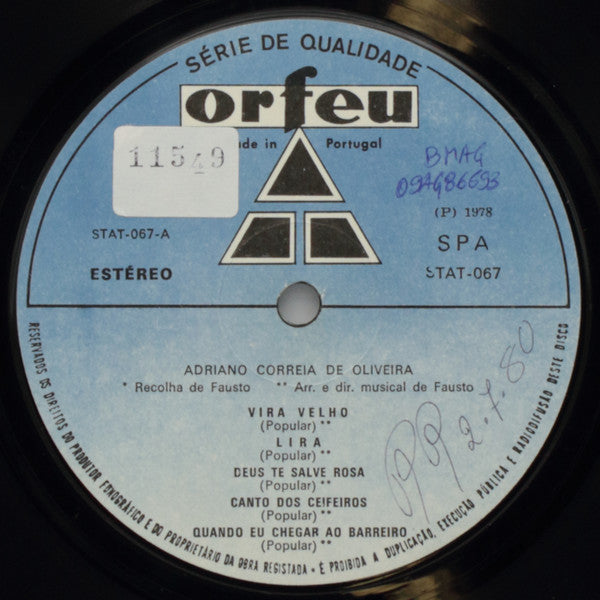 SÉRIE DE QUALIDADE
orfeu
ade in Portugal
11549
BMAG
09AG86693
(P) 1978
STAT-067-A
SPA
ESTÉREO
STAT-067
ADRIANO CORREIA DE OLIVEIRA
* Recolha de Fausto ** Arr. e dir. musical de Fausto
VIRA VELHO
(Popular)**
LIRA
(Popular)**
DEUS TE SALVE ROSA
(Popular)**
CANTO DOS CEIFEIROS
(Popular)**
QUANDO EU CHEGAR AO BARREIRO
(Popular)**
2.7.80
RESERVADOS OS DIREITOS DO PRODUTOR FONOGRÁFICO E DO PROPRIETÁRIO DA OBRA REGISTADA • É PROIBIDA A DUPLICAÇÃO, EXECUÇÃO PÚBLICA E RADIODIFUSÃO DESTE DISCO